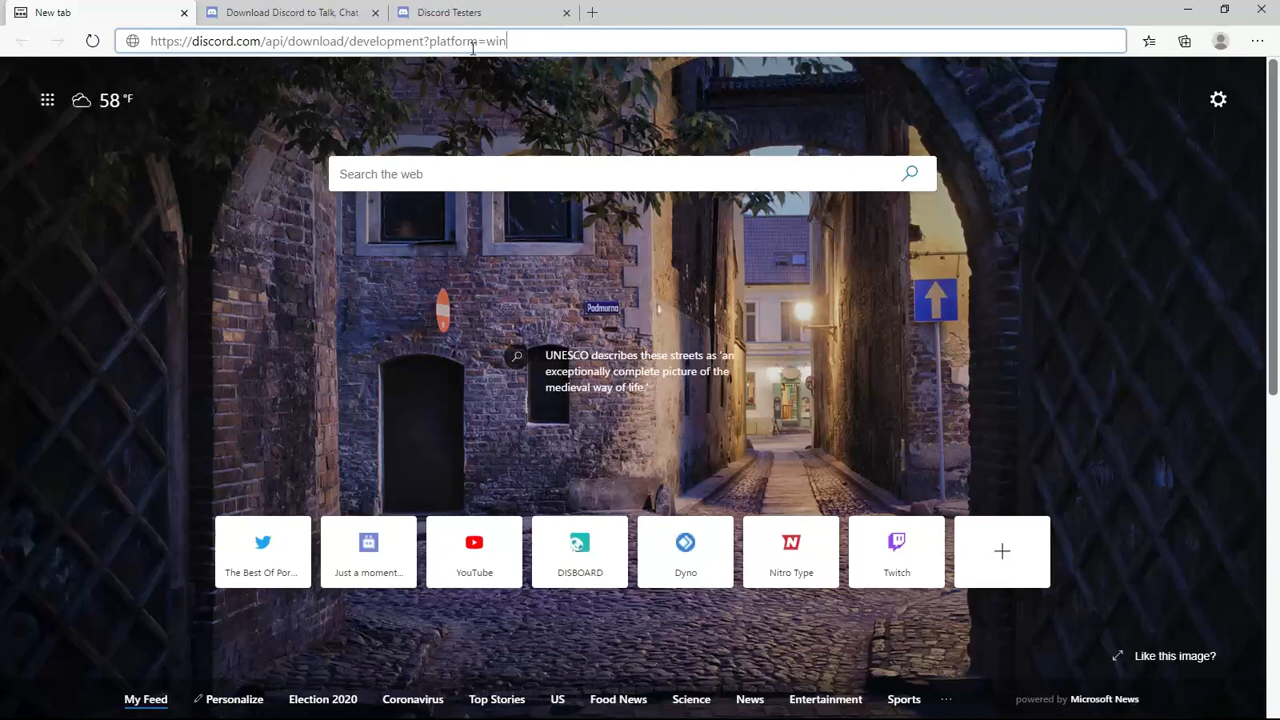 New tab
Download Discord to Talk, Chat
Discord Testers
https://discord.com/api/download/development?platform=win
58 °F
Search the web
Podmurna
UNESCO describes these streets as 'an
exceptionally complete picture of the
medieval way of life.'
The Best Of Por...
Just a moment...
YouTube
DISBOARD
Dyno
Nitro Type
Twitch
Like this image?
My Feed
Personalize
Election 2020
Coronavirus
Top Stories
US
Food News
Science
News
Entertainment
Sports
...
powered by Microsoft News